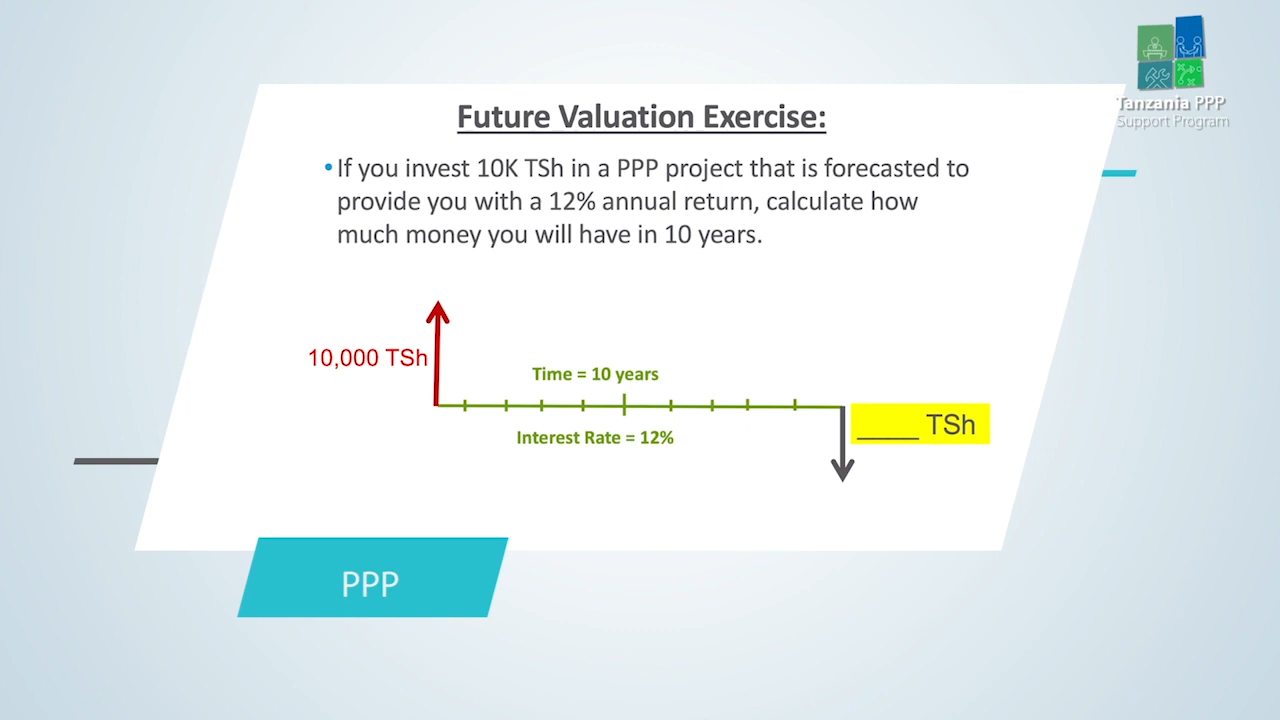 Tanzania PPP
Support Program
Future Valuation Exercise:
•If you invest 10K TSh in a PPP project that is forecasted to
provide you with a 12% annual return, calculate how
much money you will have in 10 years.
10,000 TSh
Time = 10 years
Interest Rate = 12%
____ TSh
PPP